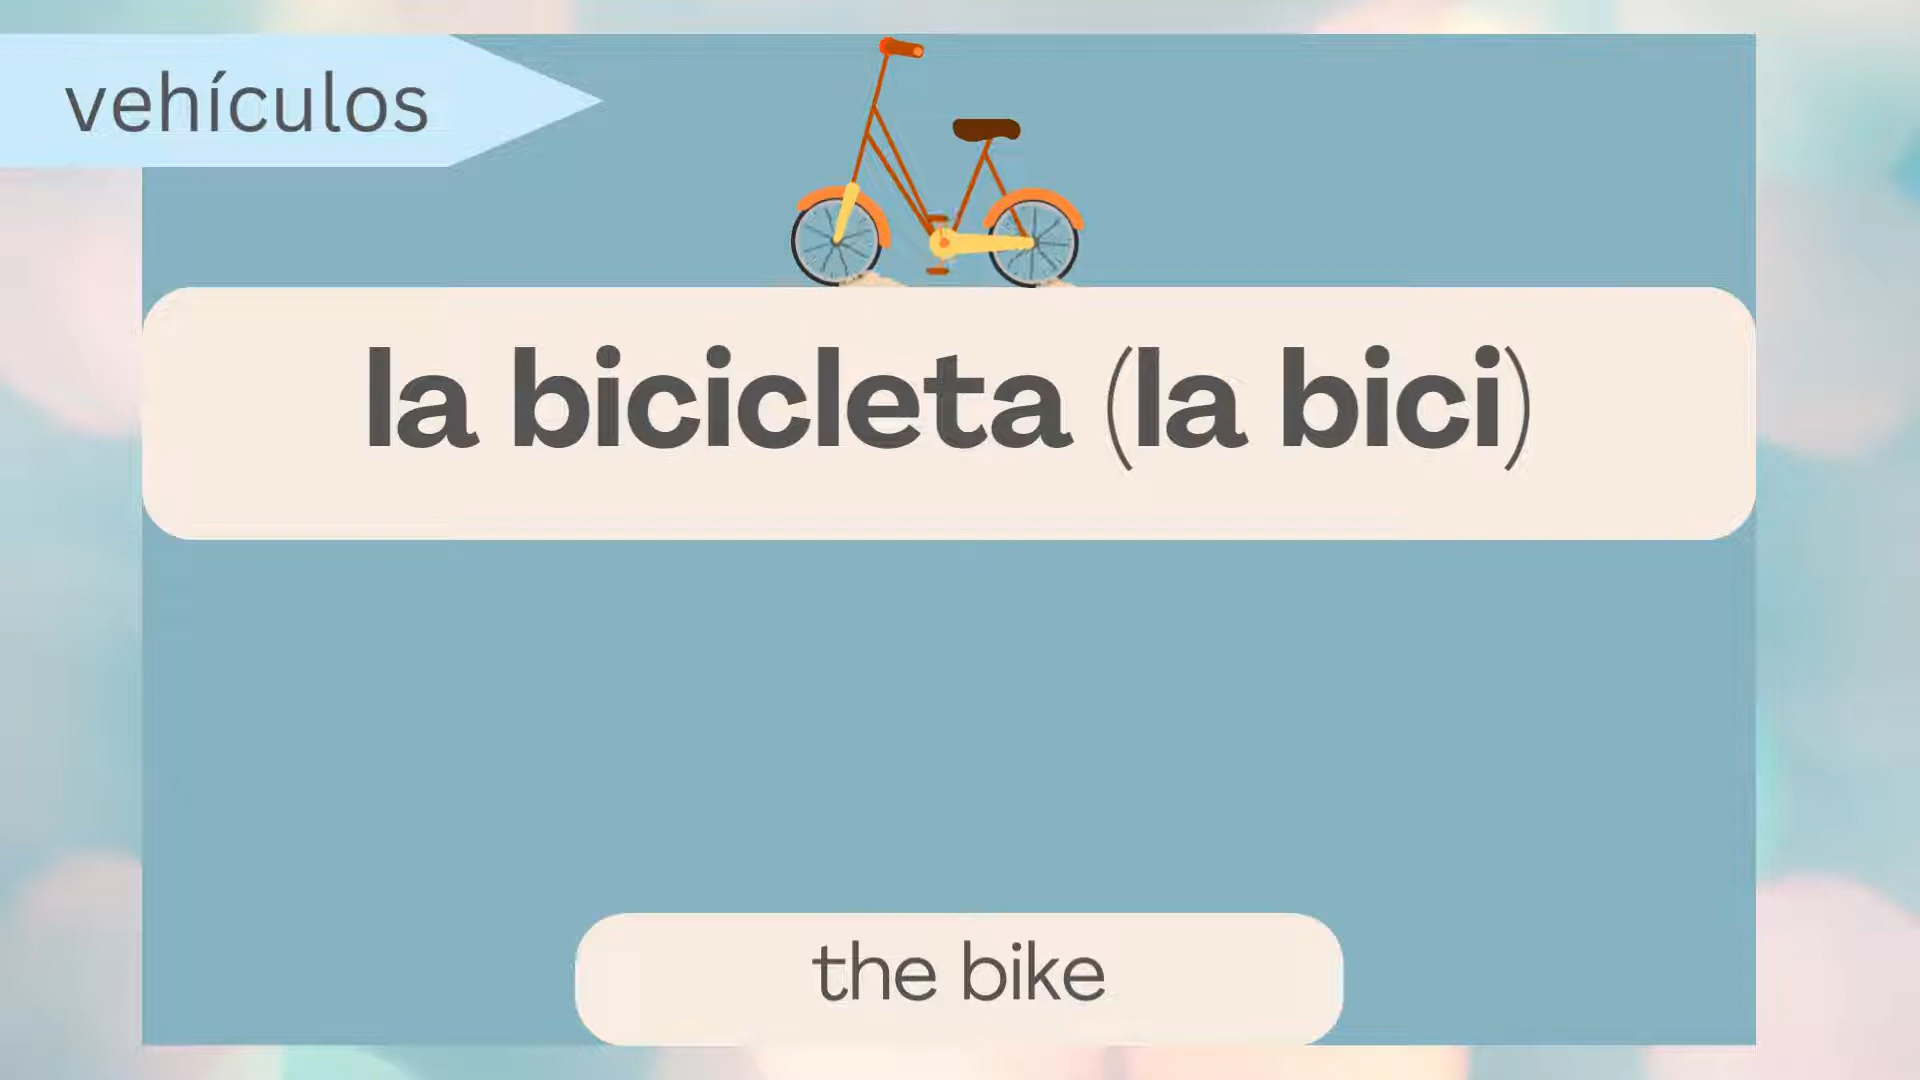 vehículos
la bicicleta (la bici)
the bike